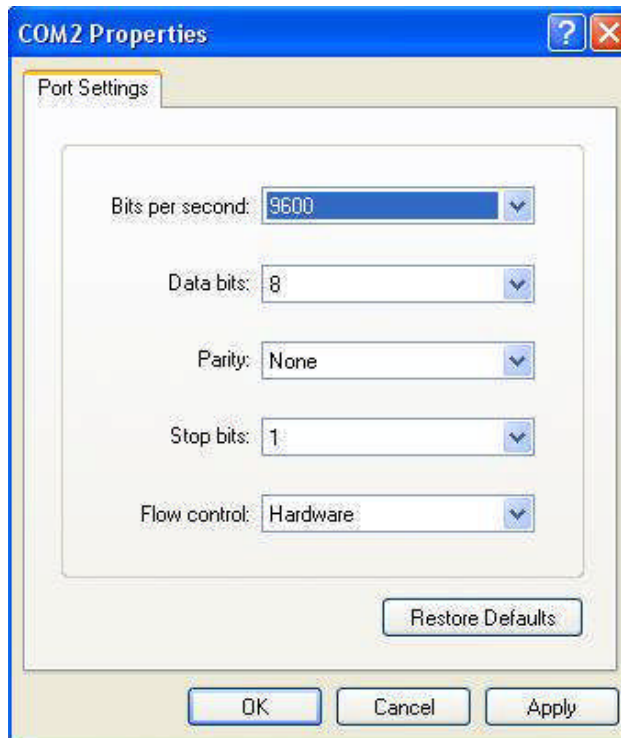 COM2 Properties
Port Settings
Bits per second: 9600
Data bits: 8
Parity: None
Stop bits: 1
Flow control: Hardware
Restore Defaults
OK Cancel Apply